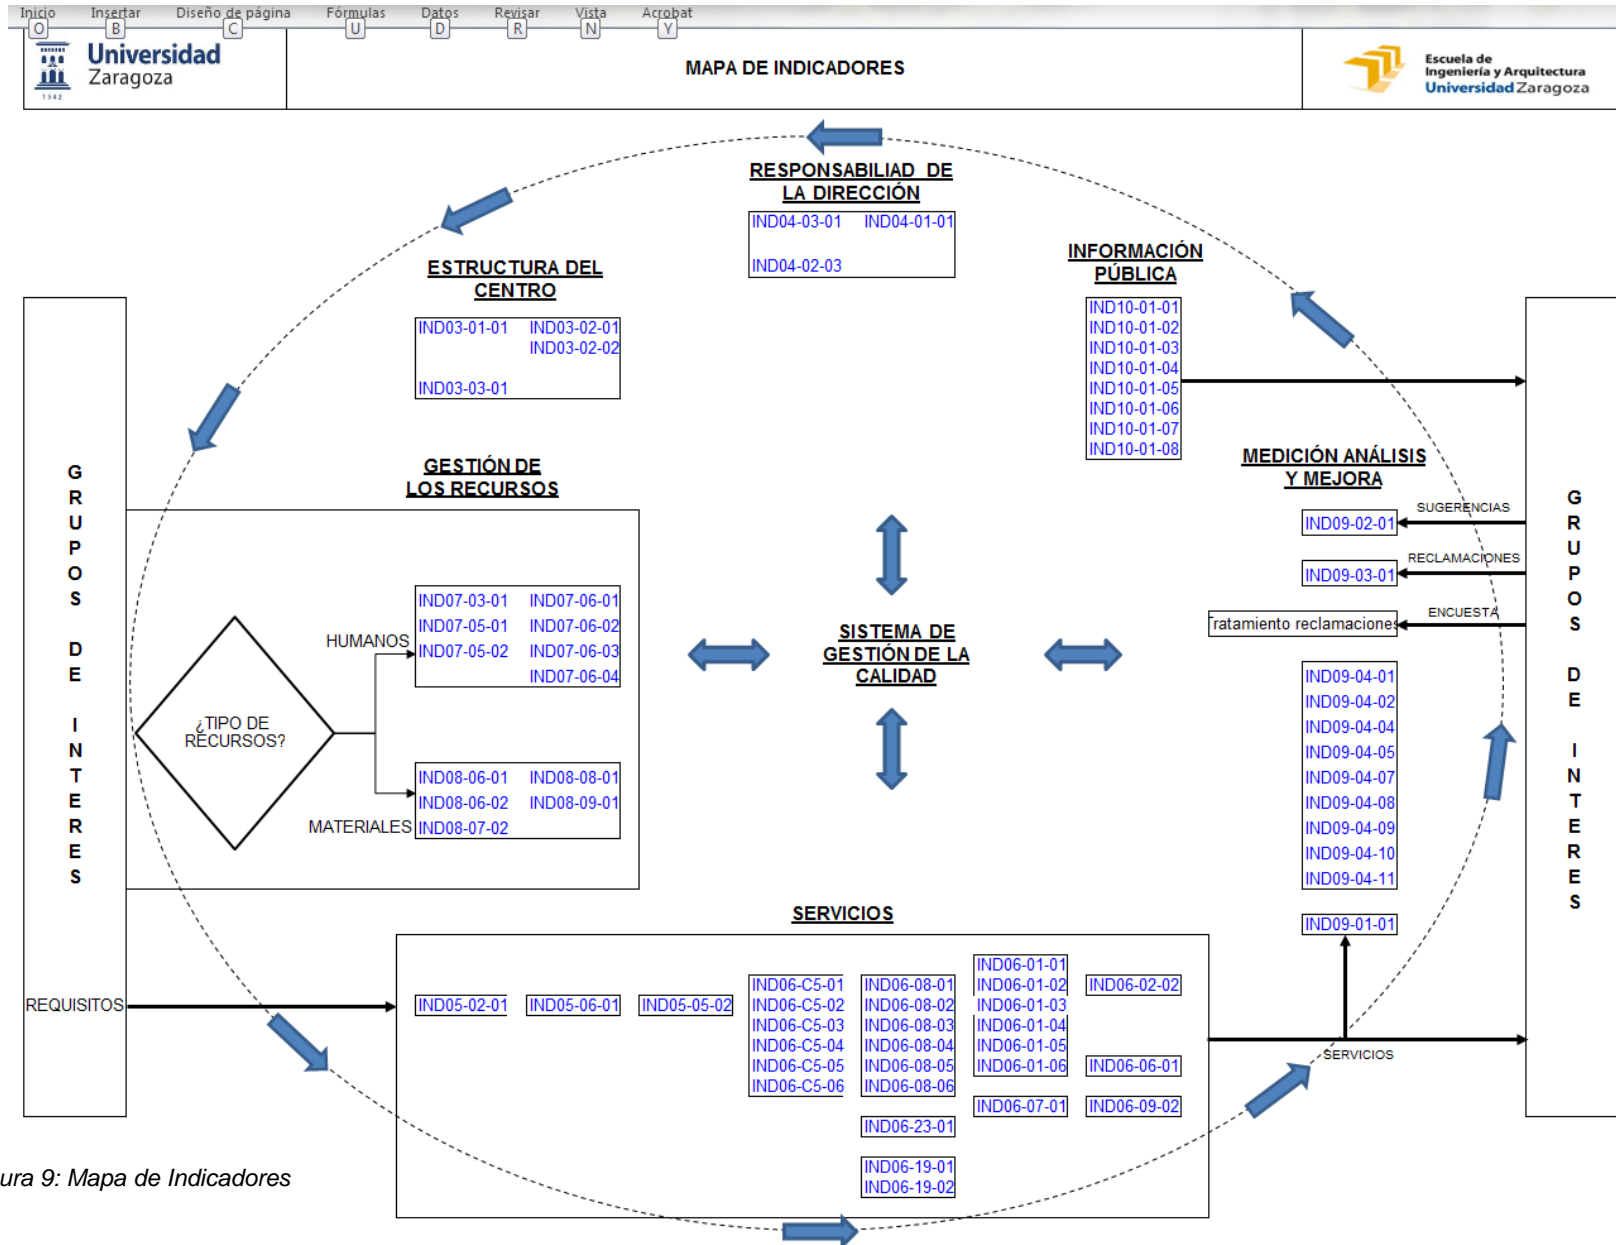 Inicio Insertar Diseño de página Fórmulas Datos Revisar Vista Acrobat
O B C U D R N Y
Universidad
Zaragoza
1542
MAPA DE INDICADORES
Escuela de
Ingeniería y Arquitectura
Universidad Zaragoza
RESPONSABILIAD DE
LA DIRECCIÓN
IND04-03-01 IND04-01-01
IND04-02-03
ESTRUCTURA DEL
CENTRO
IND03-01-01 IND03-02-01
IND03-02-02
IND03-03-01
INFORMACIÓN
PÚBLICA
IND10-01-01
IND10-01-02
IND10-01-03
IND10-01-04
IND10-01-05
IND10-01-06
IND10-01-07
IND10-01-08
GRUPOS DE INTERES
GESTIÓN DE
LOS RECURSOS
¿TIPO DE
RECURSOS?
HUMANOS
IND07-03-01 IND07-06-01
IND07-05-01 IND07-06-02
IND07-05-02 IND07-06-03
IND07-06-04
MATERIALES
IND08-06-01 IND08-08-01
IND08-06-02 IND08-09-01
IND08-07-02
SISTEMA DE
GESTIÓN DE LA
CALIDAD
MEDICIÓN ANÁLISIS
Y MEJORA
SUGERENCIAS
IND09-02-01
RECLAMACIONES
IND09-03-01
ENCUESTA
Tratamiento reclamaciones
IND09-04-01
IND09-04-02
IND09-04-04
IND09-04-05
IND09-04-07
IND09-04-08
IND09-04-09
IND09-04-10
IND09-04-11
IND09-01-01
GRUPOS DE INTERES
SERVICIOS
REQUISITOS
IND05-02-01
IND05-06-01
IND05-05-02
IND06-C5-01
IND06-C5-02
IND06-C5-03
IND06-C5-04
IND06-C5-05
IND06-C5-06
IND06-08-01
IND06-08-02
IND06-08-03
IND06-08-04
IND06-08-05
IND06-08-06
IND06-23-01
IND06-19-01
IND06-19-02
IND06-01-01
IND06-01-02
IND06-01-03
IND06-01-04
IND06-01-05
IND06-01-06
IND06-07-01
IND06-02-02
IND06-06-01
IND06-09-02
SERVICIOS
ura 9: Mapa de Indicadores